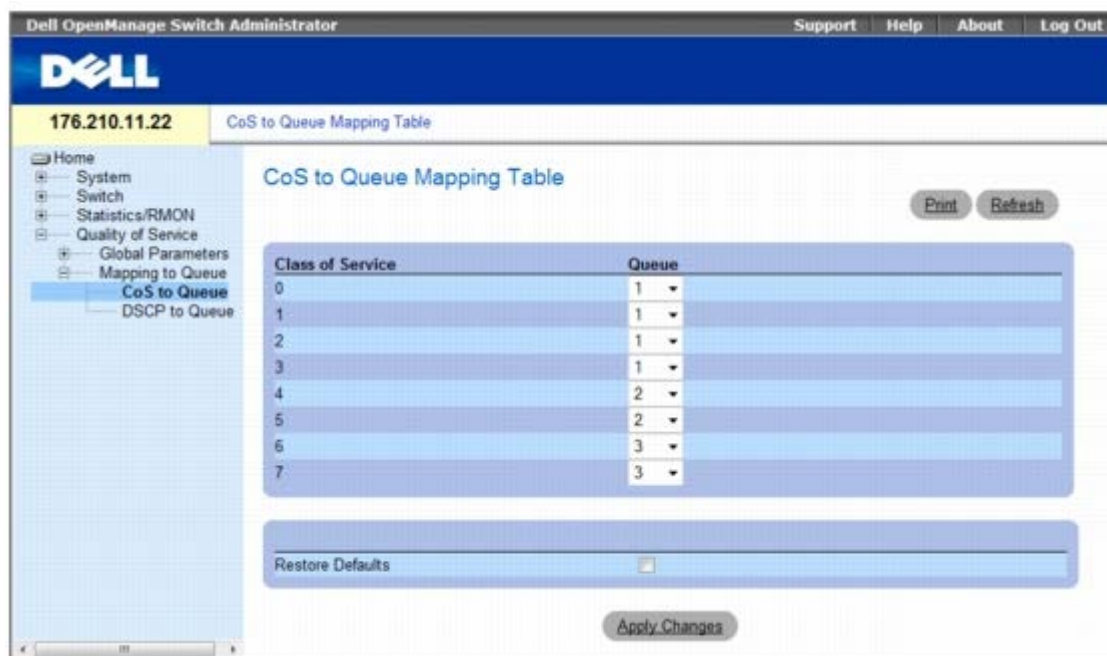 Dell OpenManage Switch Administrator Support Help About Log Out
DELL
176.210.11.22 CoS to Queue Mapping Table
Home
System
Switch
Statistics/RMON
Quality of Service
Global Parameters
Mapping to Queue
CoS to Queue
DSCP to Queue
CoS to Queue Mapping Table
Print Refresh
Class of Service Queue
0 1
1 1
2 1
3 1
4 2
5 2
6 3
7 3
Restore Defaults
Apply Changes